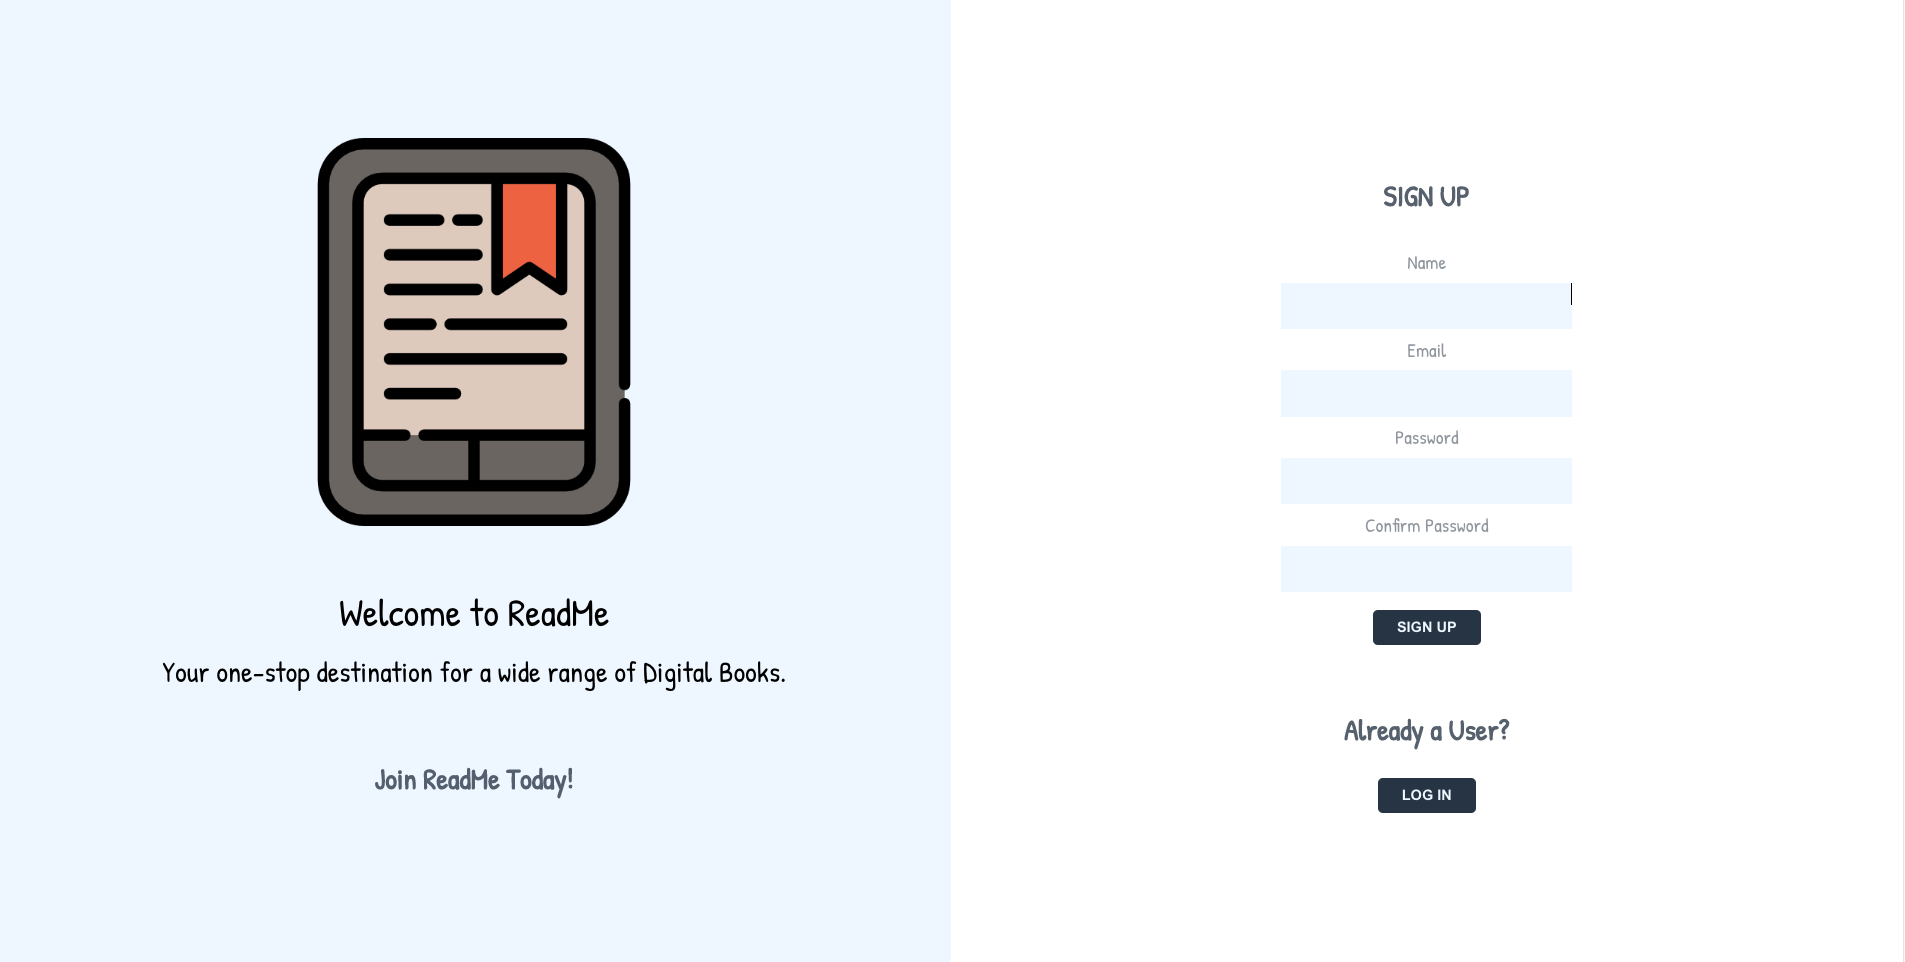 Welcome to ReadMe
Your one-stop destination for a wide range of Digital Books.
Join ReadMe Today!
SIGN UP
Name
Email
Password
Confirm Password
SIGN UP
Already a User?
LOG IN